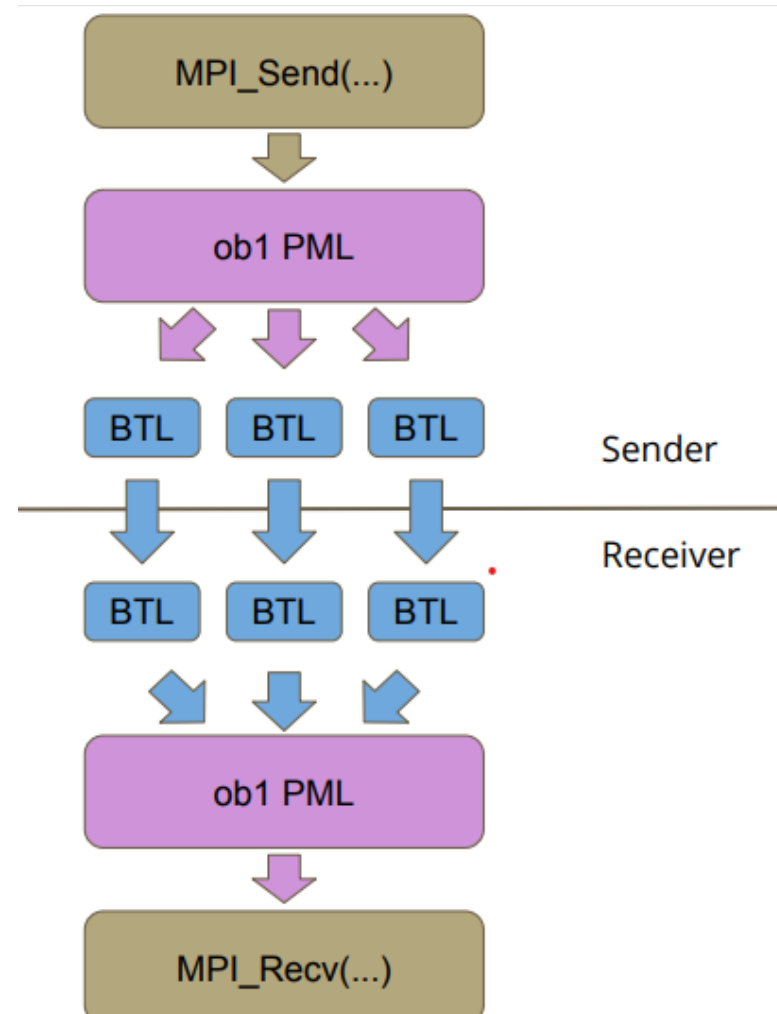 MPI_Send(...)
ob1 PML
BTL BTL BTL
Sender
Receiver
BTL BTL BTL
ob1 PML
MPI_Recv(...)